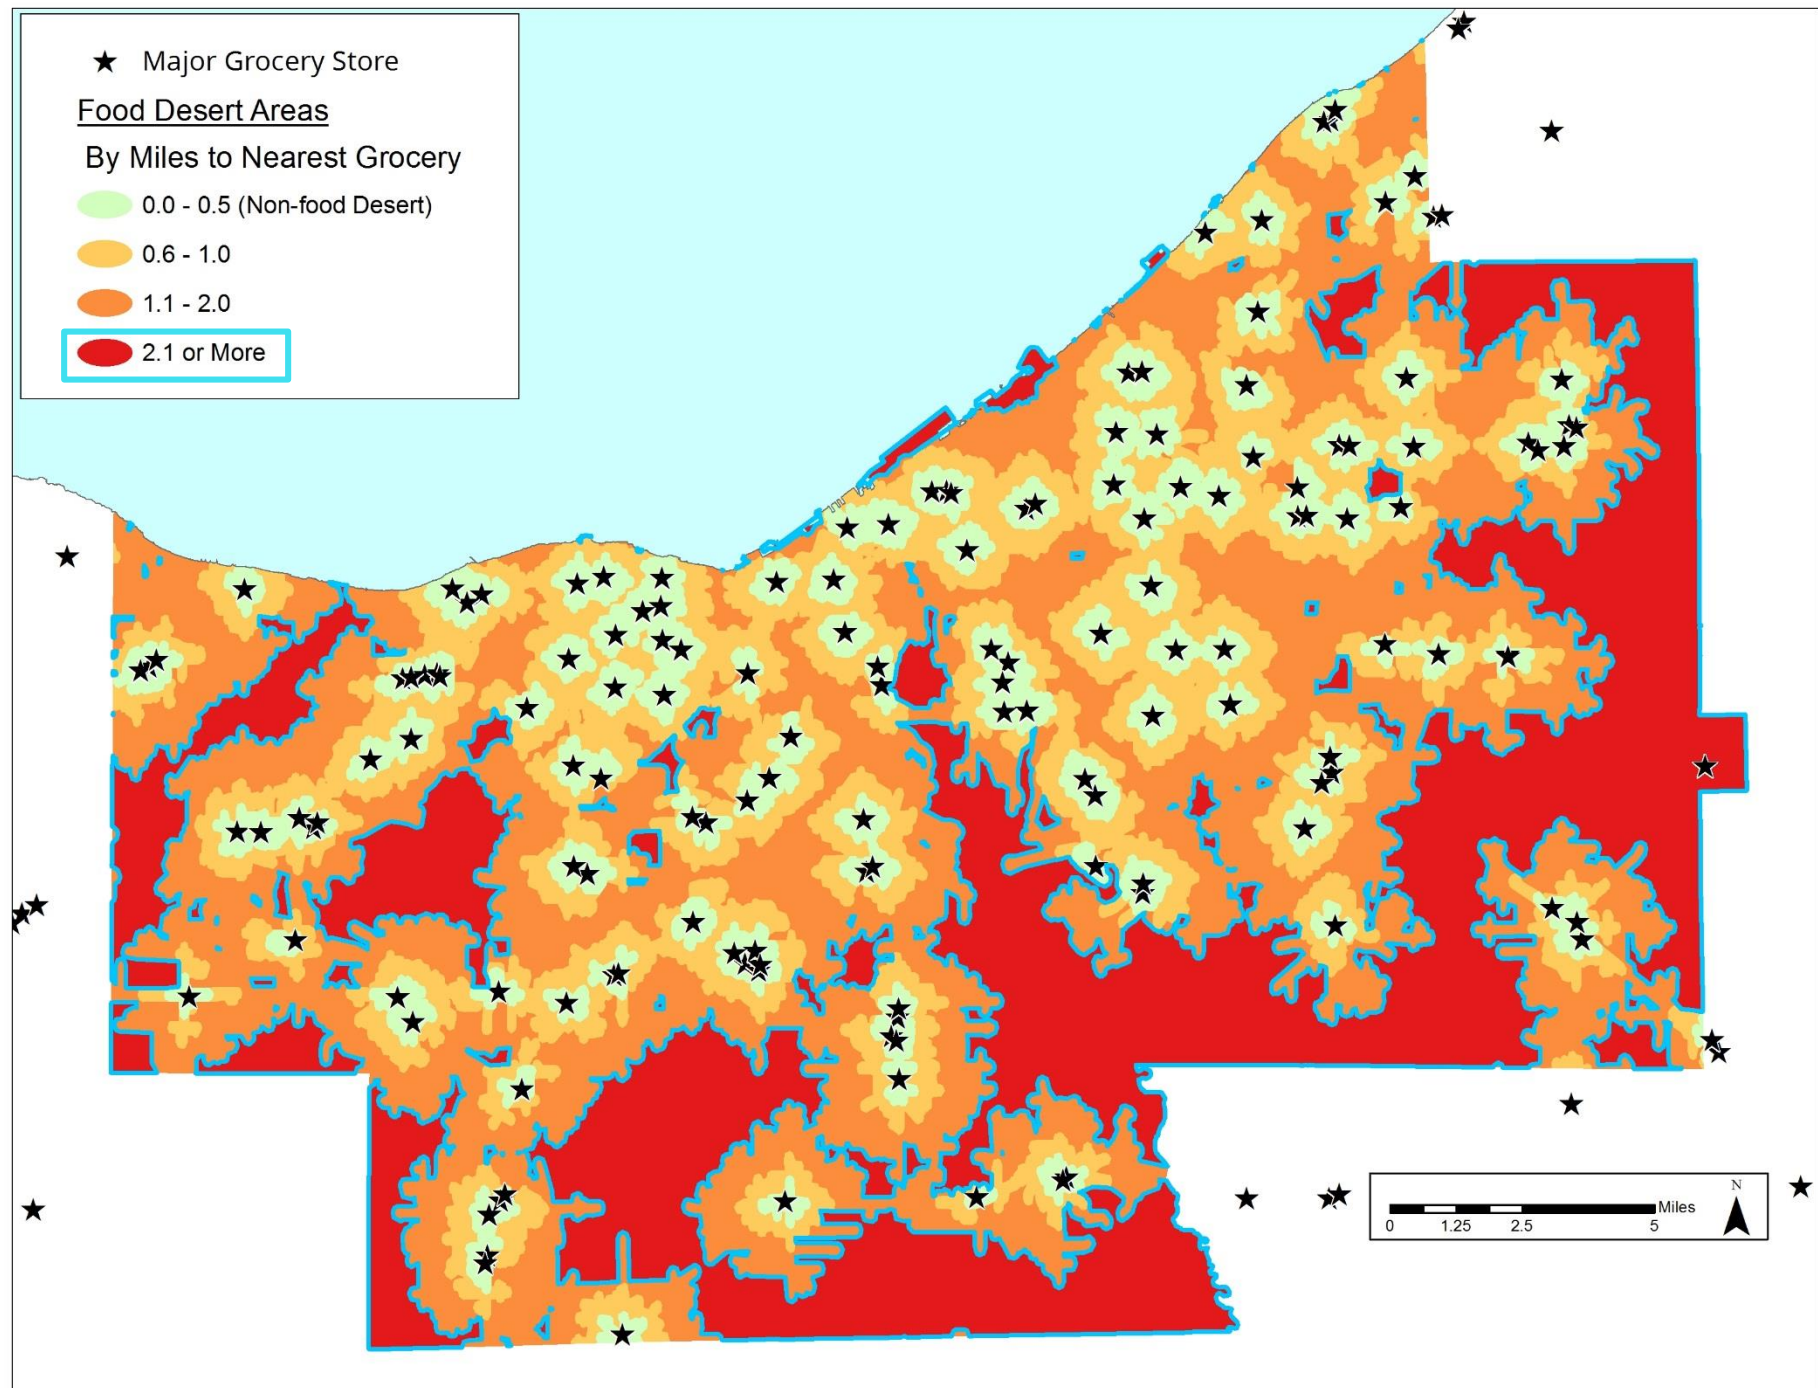 Major Grocery Store
Food Desert Areas
By Miles to Nearest Grocery
0.0 - 0.5 (Non-food Desert)
0.6 - 1.0
1.1 - 2.0
2.1 or More
N
Miles
0 1.25 2.5 5